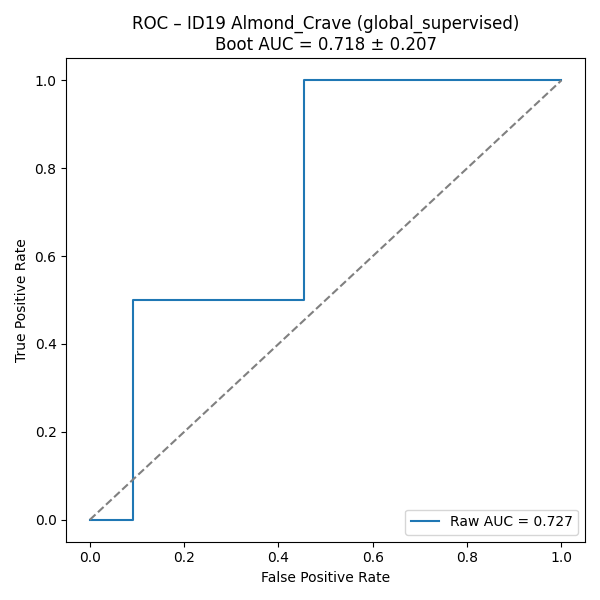 ROC – ID19 Almond_Crave (global_supervised)
Boot AUC = 0.718 ± 0.207
1.0
0.8
0.6
0.4
0.2
0.0
True Positive Rate
Raw AUC = 0.727
0.0 0.2 0.4 0.6 0.8 1.0
False Positive Rate